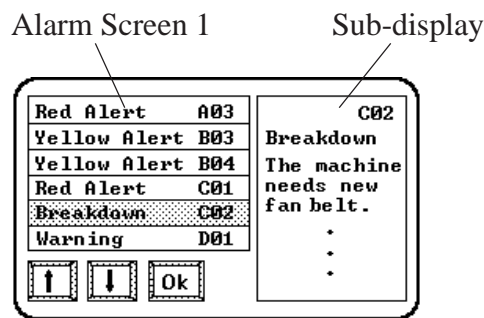 Alarm Screen 1
Sub-display
Red Alert A03
Yellow Alert B03
Yellow Alert B04
Red Alert C01
Breakdown C02
Warning D01
↑ ↓ Ok
C02
Breakdown
The machine
needs new
fan belt.
.
.
.